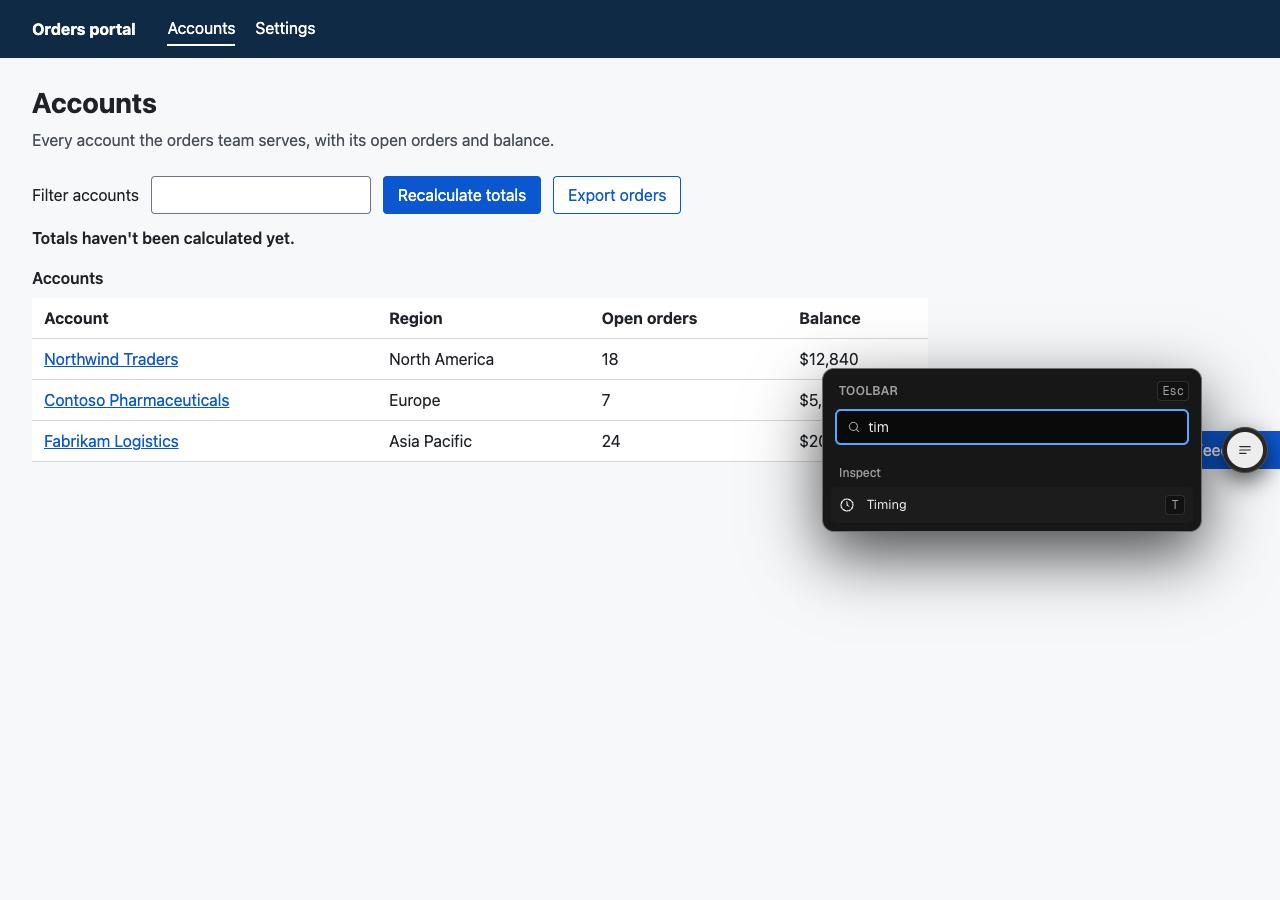 Orders portal Accounts Settings
Accounts
Every account the orders team serves, with its open orders and balance.
Filter accounts Recalculate totals Export orders
Totals haven't been calculated yet.
Accounts
Account Region Open orders Balance
Northwind Traders North America 18 $12,840
Contoso Pharmaceuticals Europe 7
Fabrikam Logistics Asia Pacific 24
TOOLBAR Esc
tim
Inspect
Timing T